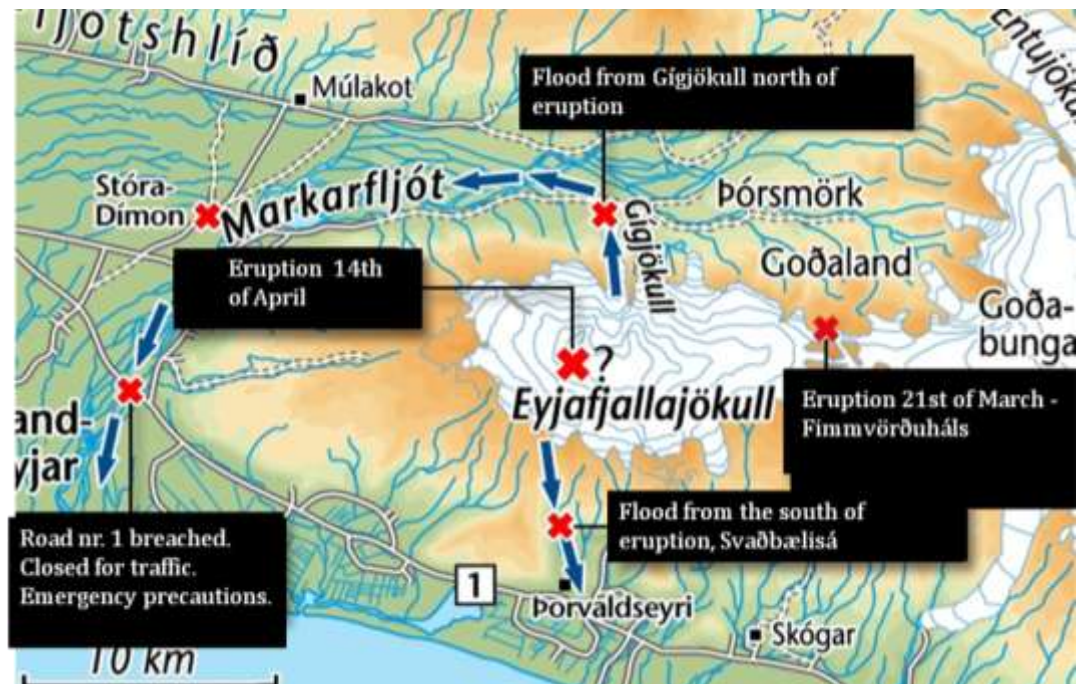 Fljótshlíð
Múlakot
Flood from Gígjökull north of
eruption
Stóra-
Dímon
Markarfljót
Gígjökull
Þórsmörk
Goðaland
Goða-
bunga
Eruption 14th
of April
?
Eyjafjallajökull
Eruption 21st of March -
Fimmvörðuháls
and-
yjar
Road nr. 1 breached.
Closed for traffic.
Emergency precautions.
Flood from the south of
eruption, Svaðbælisá
1
Þorvaldseyri
Skógar
10 km